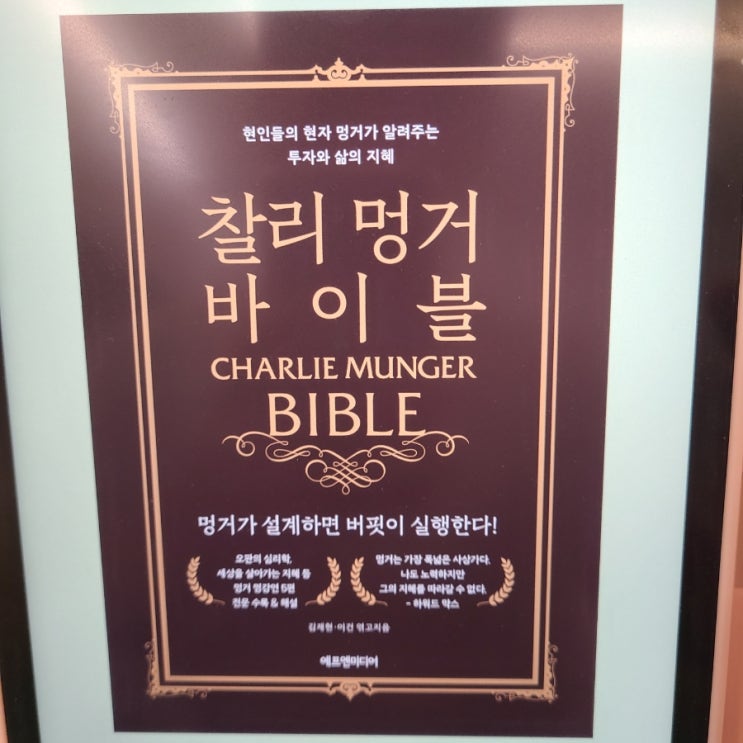 현인들의 현자 멍거가 알려주는
투자와 삶의 지혜
찰리 멍거
바이블
CHARLIE MUNGER
BIBLE
멍거가 설계하면 버핏이 실행한다!
오판의 심리학,
세상을 살아가는 지혜 등
멍거 명강연 5편
전문 수록 & 해설
멍거는 가장 폭넓은 사상가다.
나도 노력하지만
그의 지혜를 따라갈 수 없다.
- 하워드 막스
김재현·이건 엮고지음
에프엔미디어